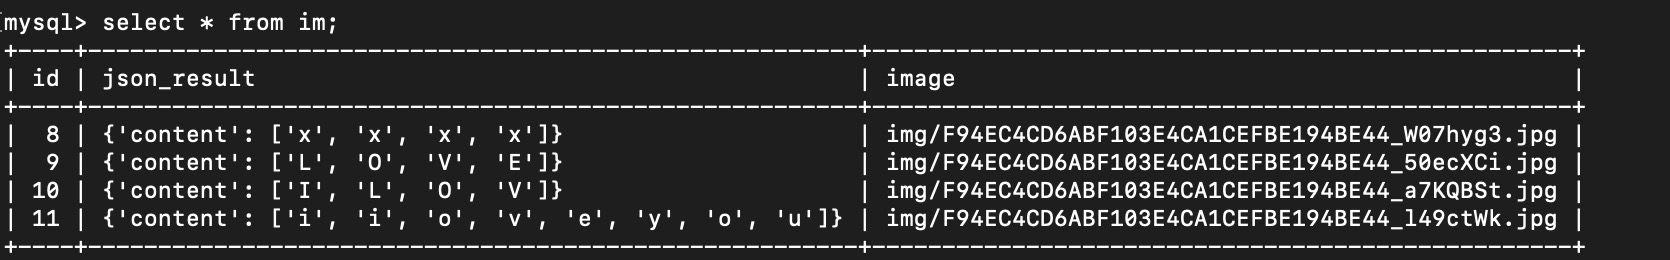 mysql> select * from im;
+----+-------------------------------------------------------+---------------------------------------------------+
| id | json_result                                           | image                                             |
+----+-------------------------------------------------------+---------------------------------------------------+
|  8 | {'content': ['x', 'x', 'x', 'x']}                     | img/F94EC4CD6ABF103E4CA1CEFBE194BE44_W07hyg3.jpg |
|  9 | {'content': ['L', 'O', 'V', 'E']}                     | img/F94EC4CD6ABF103E4CA1CEFBE194BE44_50ecXCi.jpg |
| 10 | {'content': ['I', 'L', 'O', 'V']}                     | img/F94EC4CD6ABF103E4CA1CEFBE194BE44_a7KQBSt.jpg |
| 11 | {'content': ['i', 'i', 'o', 'v', 'e', 'y', 'o', 'u']} | img/F94EC4CD6ABF103E4CA1CEFBE194BE44_l49ctWk.jpg |
+----+-------------------------------------------------------+---------------------------------------------------+